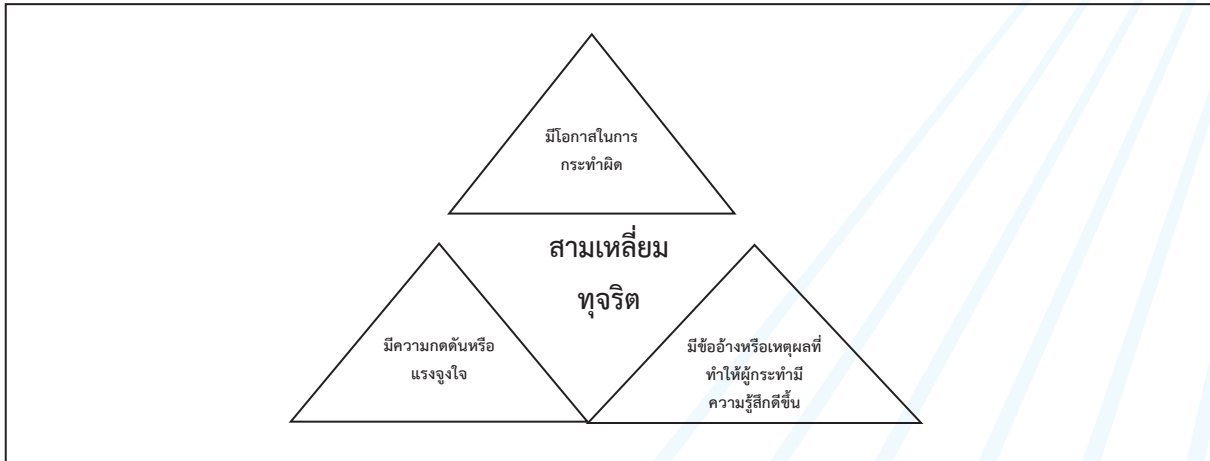 มีโอกาสในการ
กระทำผิด
สามเหลี่ยม
ทุจริต
มีความกดดันหรือ
แรงจูงใจ
มีข้ออ้างหรือเหตุผลที่
ทำให้ผู้กระทำมี
ความรู้สึกดีขึ้น